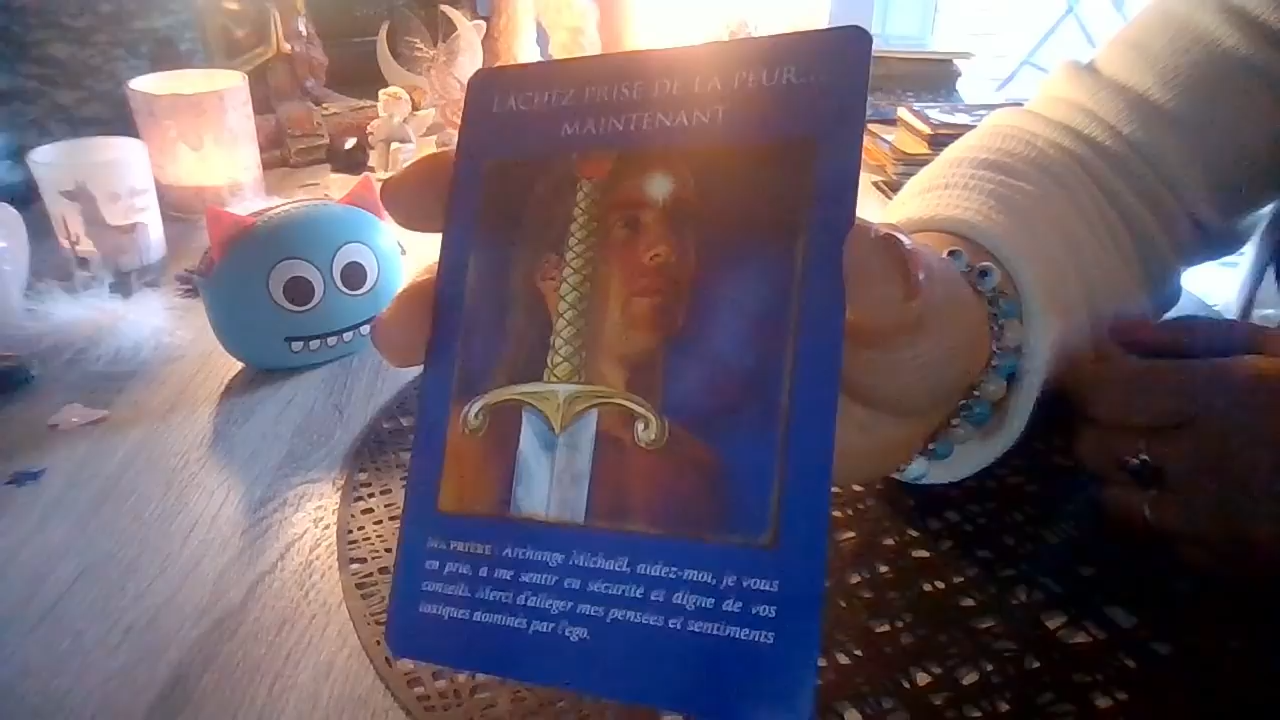 LÂCHEZ PRISE DE LA PEUR...
MAINTENANT
MA PRIÈRE : Archange Michaël, aidez-moi, je vous
en prie, à me sentir en sécurité et digne de vos
conseils. Merci d'alléger mes pensées et sentiments
toxiques dominés par l'ego.